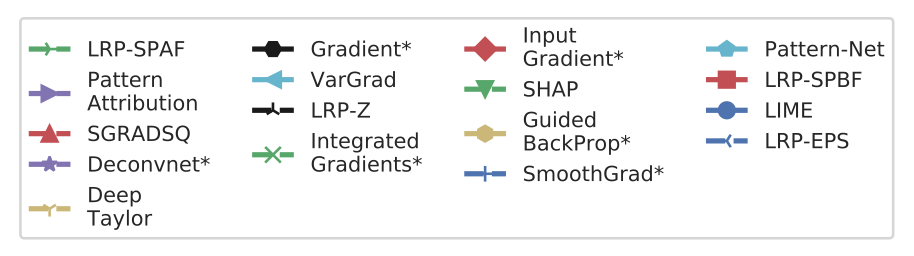 LRP-SPAF
Pattern
Attribution
SGRADSQ
Deconvnet*
Deep
Taylor
Gradient*
VarGrad
LRP-Z
Integrated
Gradients*
Input
Gradient*
SHAP
Guided
BackProp*
SmoothGrad*
Pattern-Net
LRP-SPBF
LIME
LRP-EPS